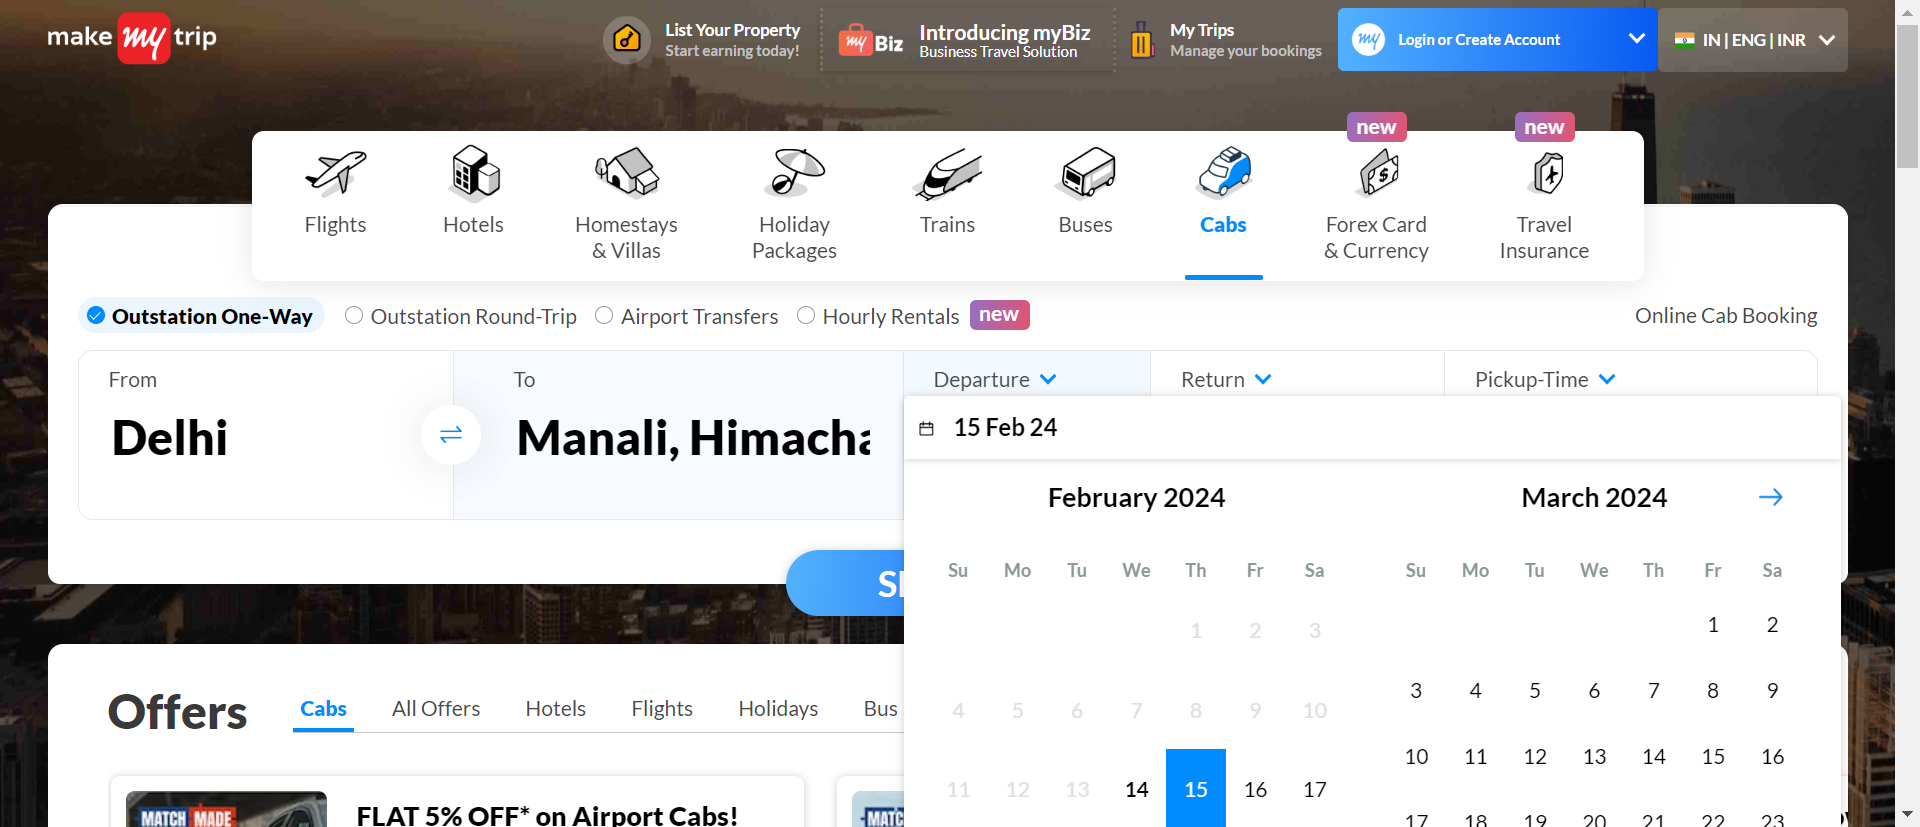 make my trip
List Your Property
Start earning today!
my Biz
Introducing myBiz
Business Travel Solution
My Trips
Manage your bookings
my Login or Create Account
IN | ENG | INR
new
new
Flights
Hotels
Homestays
& Villas
Holiday
Packages
Trains
Buses
Cabs
Forex Card
& Currency
Travel
Insurance
Outstation One-Way
Outstation Round-Trip
Airport Transfers
Hourly Rentals
new
Online Cab Booking
From
Delhi
To
Manali, Himacha
Departure
Return
Pickup-Time
15 Feb 24
February 2024
March 2024
Su Mo Tu We Th Fr Sa
1 2 3
4 5 6 7 8 9 10
11 12 13 14 15 16 17
Su Mo Tu We Th Fr Sa
1 2
3 4 5 6 7 8 9
10 11 12 13 14 15 16
17 18 19 20 21 22 23
Offers
Cabs
All Offers
Hotels
Flights
Holidays
Bus
MATCH MADE
FLAT 5% OFF* on Airport Cabs!